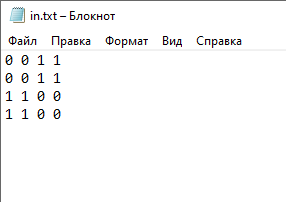 in.txt – Блокнот
Файл Правка Формат Вид Справка
0 0 1 1
0 0 1 1
1 1 0 0
1 1 0 0